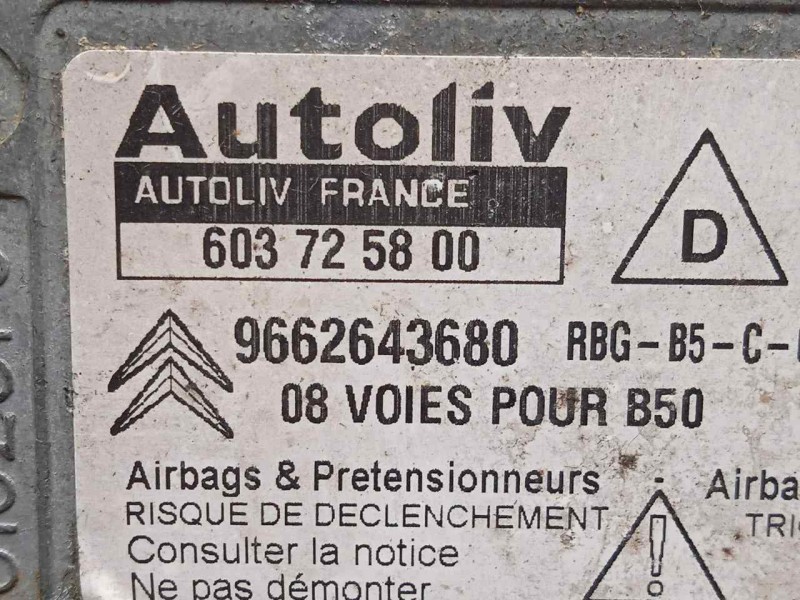 Autoliv
AUTOLIV FRANCE
603 72 58 00
D
9662643680 RBG-B5-C-
08 VOIES POUR B50
Airbags & Pretensionneurs
RISQUE DE DECLENCHEMENT
Consulter la notice
Ne pas démonter
!